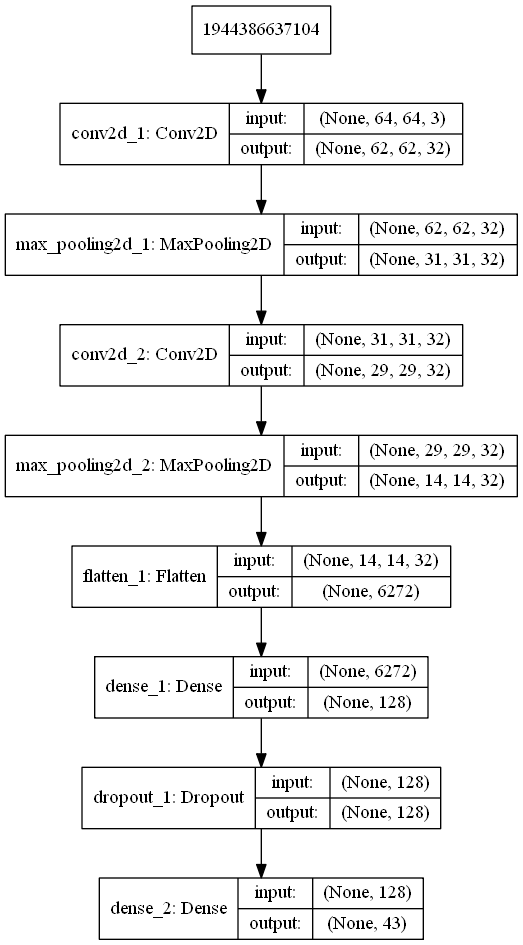 1944386637104
conv2d_1: Conv2D
input: (None, 64, 64, 3)
output: (None, 62, 62, 32)
max_pooling2d_1: MaxPooling2D
input: (None, 62, 62, 32)
output: (None, 31, 31, 32)
conv2d_2: Conv2D
input: (None, 31, 31, 32)
output: (None, 29, 29, 32)
max_pooling2d_2: MaxPooling2D
input: (None, 29, 29, 32)
output: (None, 14, 14, 32)
flatten_1: Flatten
input: (None, 14, 14, 32)
output: (None, 6272)
dense_1: Dense
input: (None, 6272)
output: (None, 128)
dropout_1: Dropout
input: (None, 128)
output: (None, 128)
dense_2: Dense
input: (None, 128)
output: (None, 43)